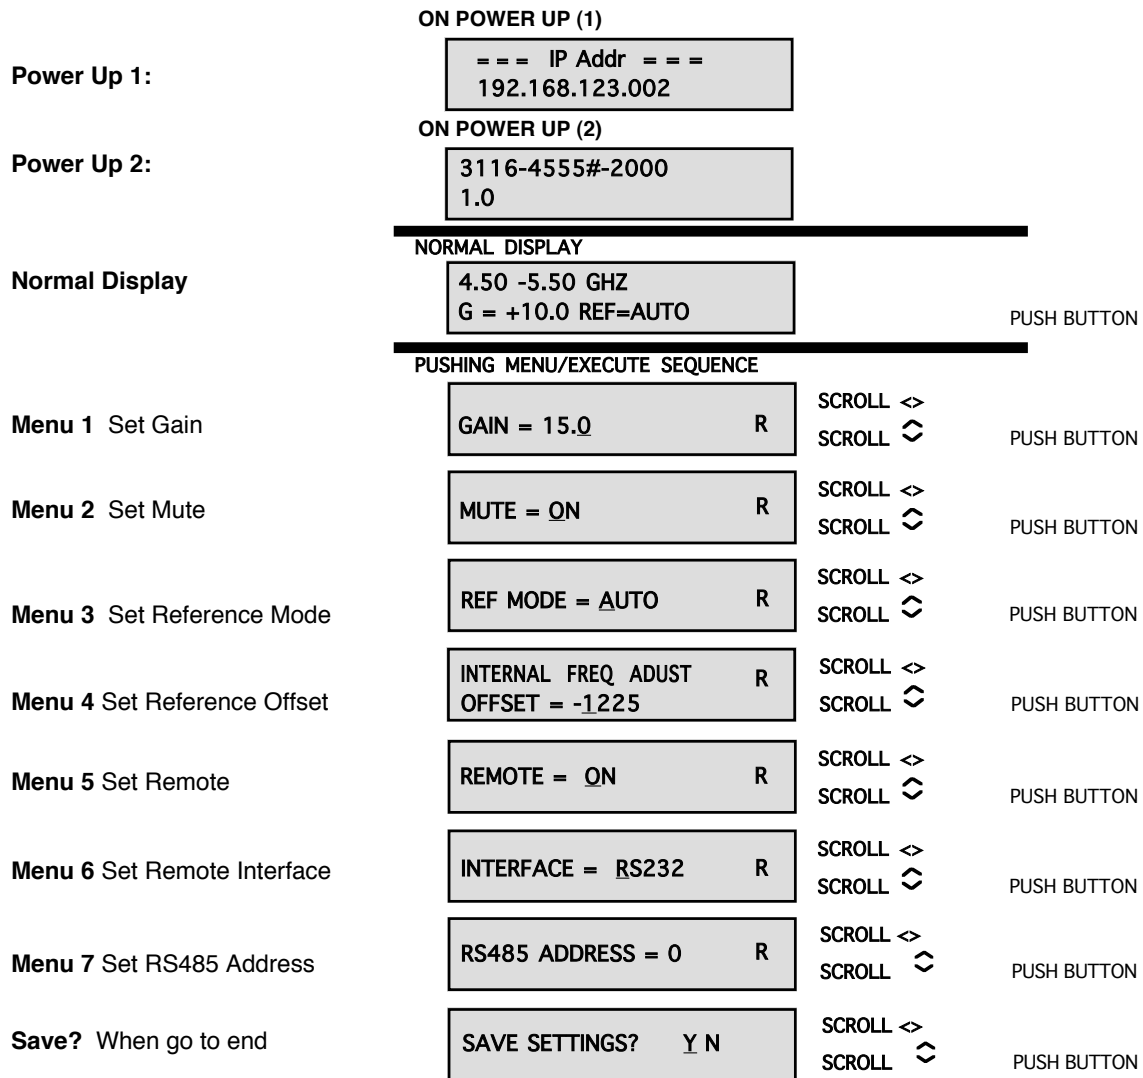 ON POWER UP (1)
Power Up 1:
= = =  IP Addr  = = =
192.168.123.002
ON POWER UP (2)
Power Up 2:
3116-4555#-2000
1.0
NORMAL DISPLAY
Normal Display
4.50 -5.50 GHZ
G = +10.0 REF=AUTO
PUSH BUTTON
PUSHING MENU/EXECUTE SEQUENCE
Menu 1 Set Gain
GAIN = 15.0 R
SCROLL <>
SCROLL
PUSH BUTTON
Menu 2 Set Mute
MUTE = ON R
SCROLL <>
SCROLL
PUSH BUTTON
Menu 3 Set Reference Mode
REF MODE = AUTO R
SCROLL <>
SCROLL
PUSH BUTTON
Menu 4 Set Reference Offset
INTERNAL FREQ ADUST R
OFFSET = -1225
SCROLL <>
SCROLL
PUSH BUTTON
Menu 5 Set Remote
REMOTE = ON R
SCROLL <>
SCROLL
PUSH BUTTON
Menu 6 Set Remote Interface
INTERFACE = RS232 R
SCROLL <>
SCROLL
PUSH BUTTON
Menu 7 Set RS485 Address
RS485 ADDRESS = 0 R
SCROLL <>
SCROLL
PUSH BUTTON
Save? When go to end
SAVE SETTINGS? Y N
SCROLL <>
SCROLL
PUSH BUTTON